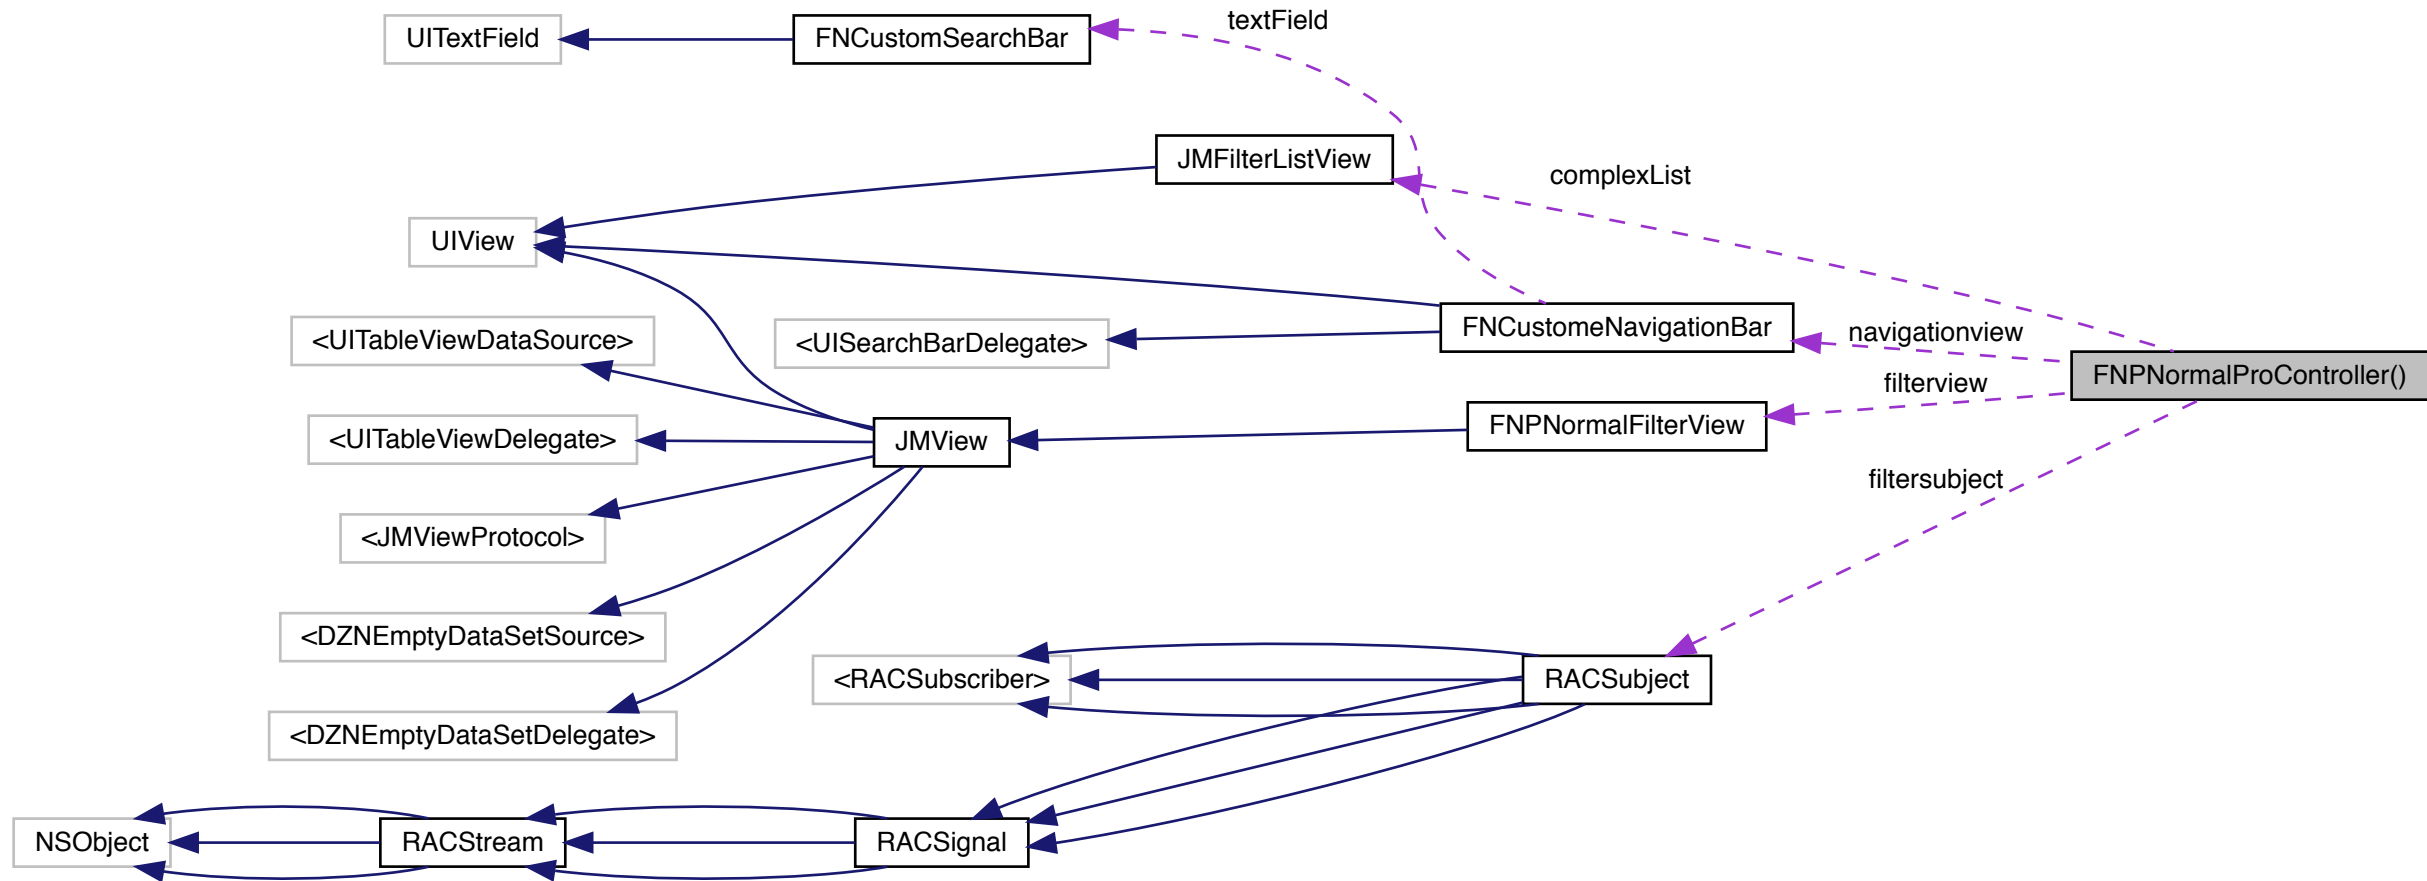 textField
UITextField
FNCustomSearchBar
JMFilterListView
complexList
UIView
FNCustomeNavigationBar
navigationview
<UITableViewDataSource>
<UISearchBarDelegate>
FNPNormalProController()
filterview
<UITableViewDelegate>
JMView
FNPNormalFilterView
filtersubject
<JMViewProtocol>
<DZNEmptyDataSetSource>
<RACSubscriber>
RACSubject
<DZNEmptyDataSetDelegate>
NSObject
RACStream
RACSignal